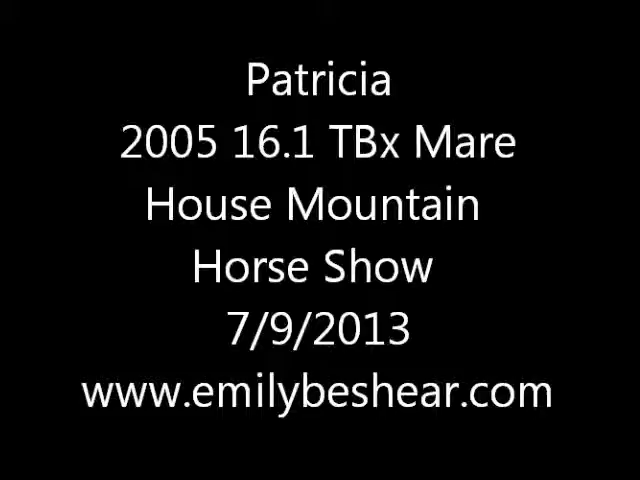 Patricia
2005 16.1 TBx Mare
House Mountain
Horse Show
7/9/2013
www.emilybeshear.com